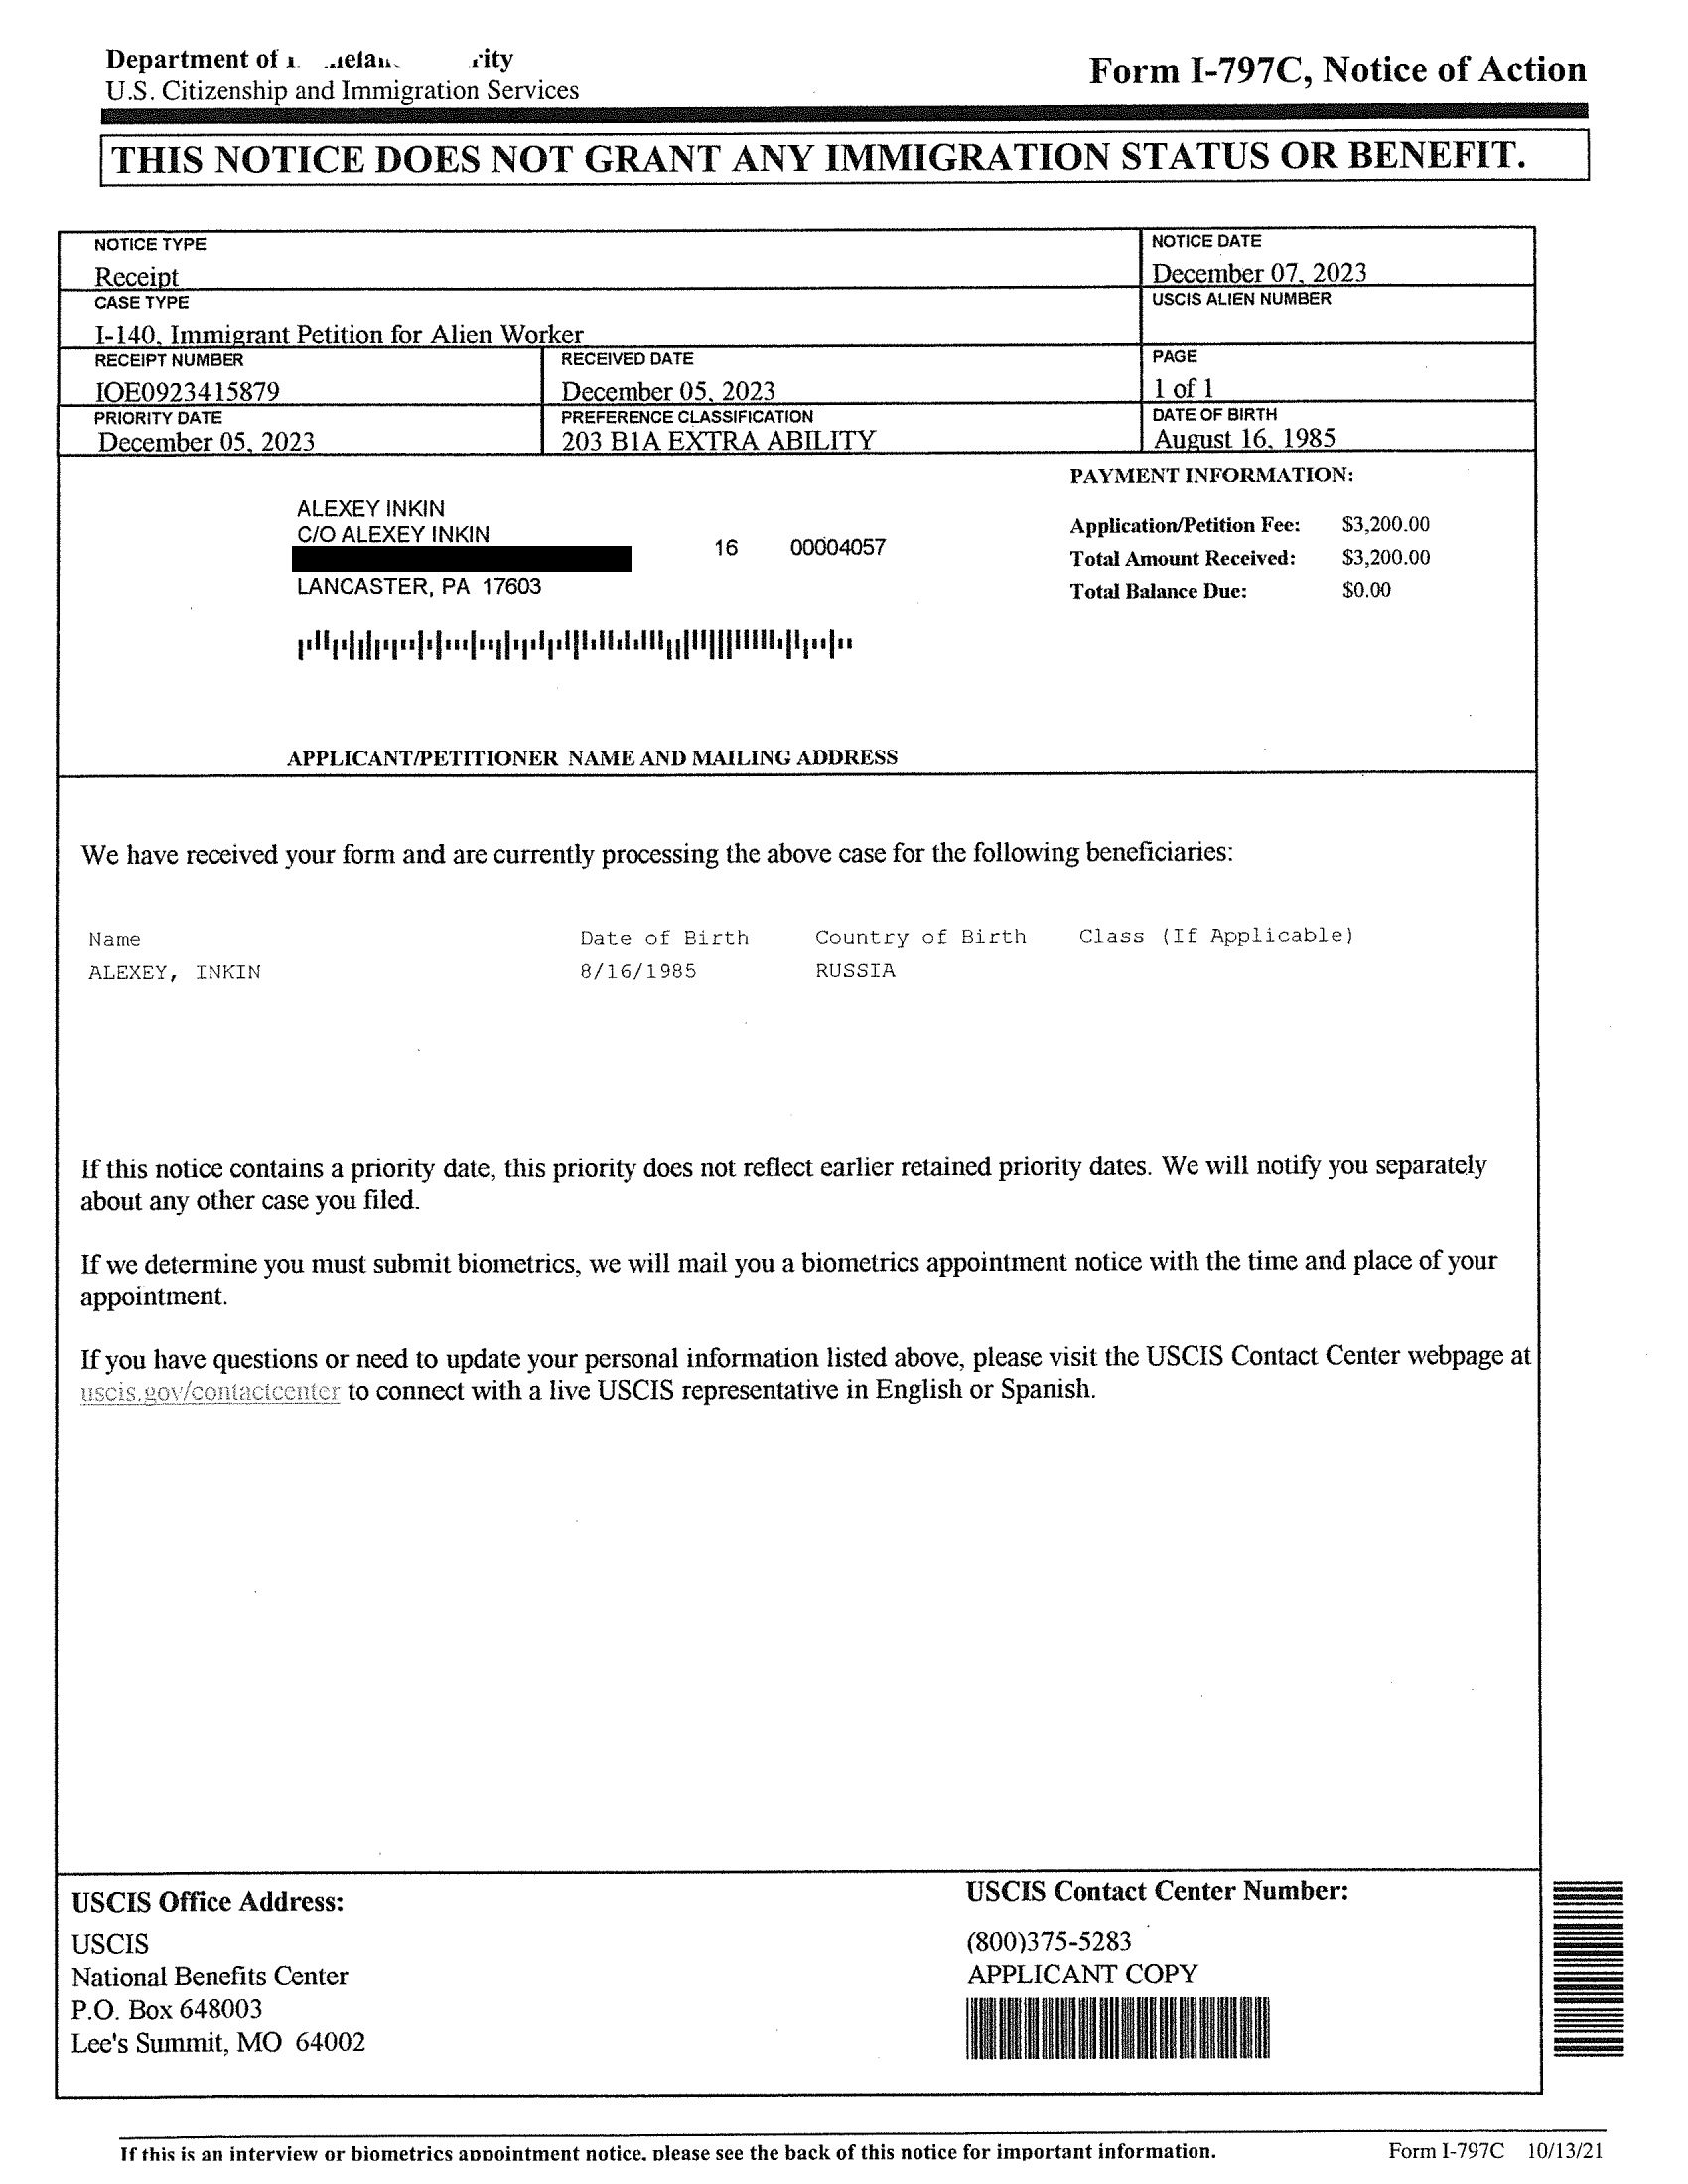 Department of
U.S. Citizenship and Immigration Services
Form I-797C, Notice of Action
THIS NOTICE DOES NOT GRANT ANY IMMIGRATION STATUS OR BENEFIT.
NOTICE TYPE
Receipt
NOTICE DATE
December 07, 2023
CASE TYPE
I-140, Immigrant Petition for Alien Worker
USCIS ALIEN NUMBER
RECEIPT NUMBER
IOE0923415879
RECEIVED DATE
December 05, 2023
PAGE
1 of 1
PRIORITY DATE
December 05, 2023
PREFERENCE CLASSIFICATION
203 B1A EXTRA ABILITY
DATE OF BIRTH
August 16, 1985
PAYMENT INFORMATION:
ALEXEY INKIN
C/O ALEXEY INKIN
16 00004057
LANCASTER, PA 17603
Application/Petition Fee: $3,200.00
Total Amount Received: $3,200.00
Total Balance Due: $0.00
APPLICANT/PETITIONER NAME AND MAILING ADDRESS
We have received your form and are currently processing the above case for the following beneficiaries:
Name Date of Birth Country of Birth Class (If Applicable)
ALEXEY, INKIN 8/16/1985 RUSSIA
If this notice contains a priority date, this priority does not reflect earlier retained priority dates. We will notify you separately
about any other case you filed.
If we determine you must submit biometrics, we will mail you a biometrics appointment notice with the time and place of your
appointment.
If you have questions or need to update your personal information listed above, please visit the USCIS Contact Center webpage at
uscis.gov/contactcenter to connect with a live USCIS representative in English or Spanish.
USCIS Office Address:
USCIS
National Benefits Center
P.O. Box 648003
Lee's Summit, MO 64002
USCIS Contact Center Number:
(800)375-5283
APPLICANT COPY
If this is an interview or biometrics appointment notice, please see the back of this notice for important information.
Form I-797C 10/13/21